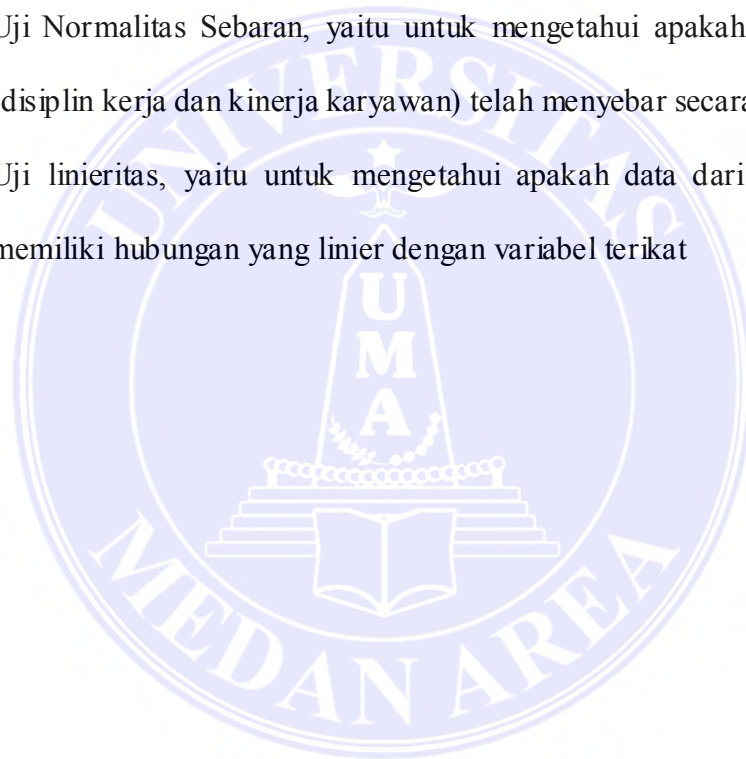 Uji Normalitas Sebaran, yaitu untuk mengetahui apakah
disiplin kerja dan kinerja karyawan) telah menyebar secara
Uji linieritas, yaitu untuk mengetahui apakah data dari
memiliki hubungan yang linier dengan variabel terikat
UNIVERSITAS
U
M
A
MEDAN AREA